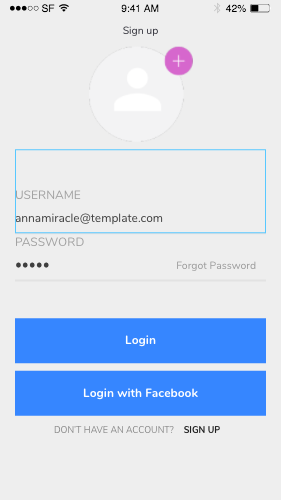 SF 9:41 AM 42%
Sign up
USERNAME
annamiracle@template.com
PASSWORD
●●●●● Forgot Password
Login
Login with Facebook
DON'T HAVE AN ACCOUNT? SIGN UP